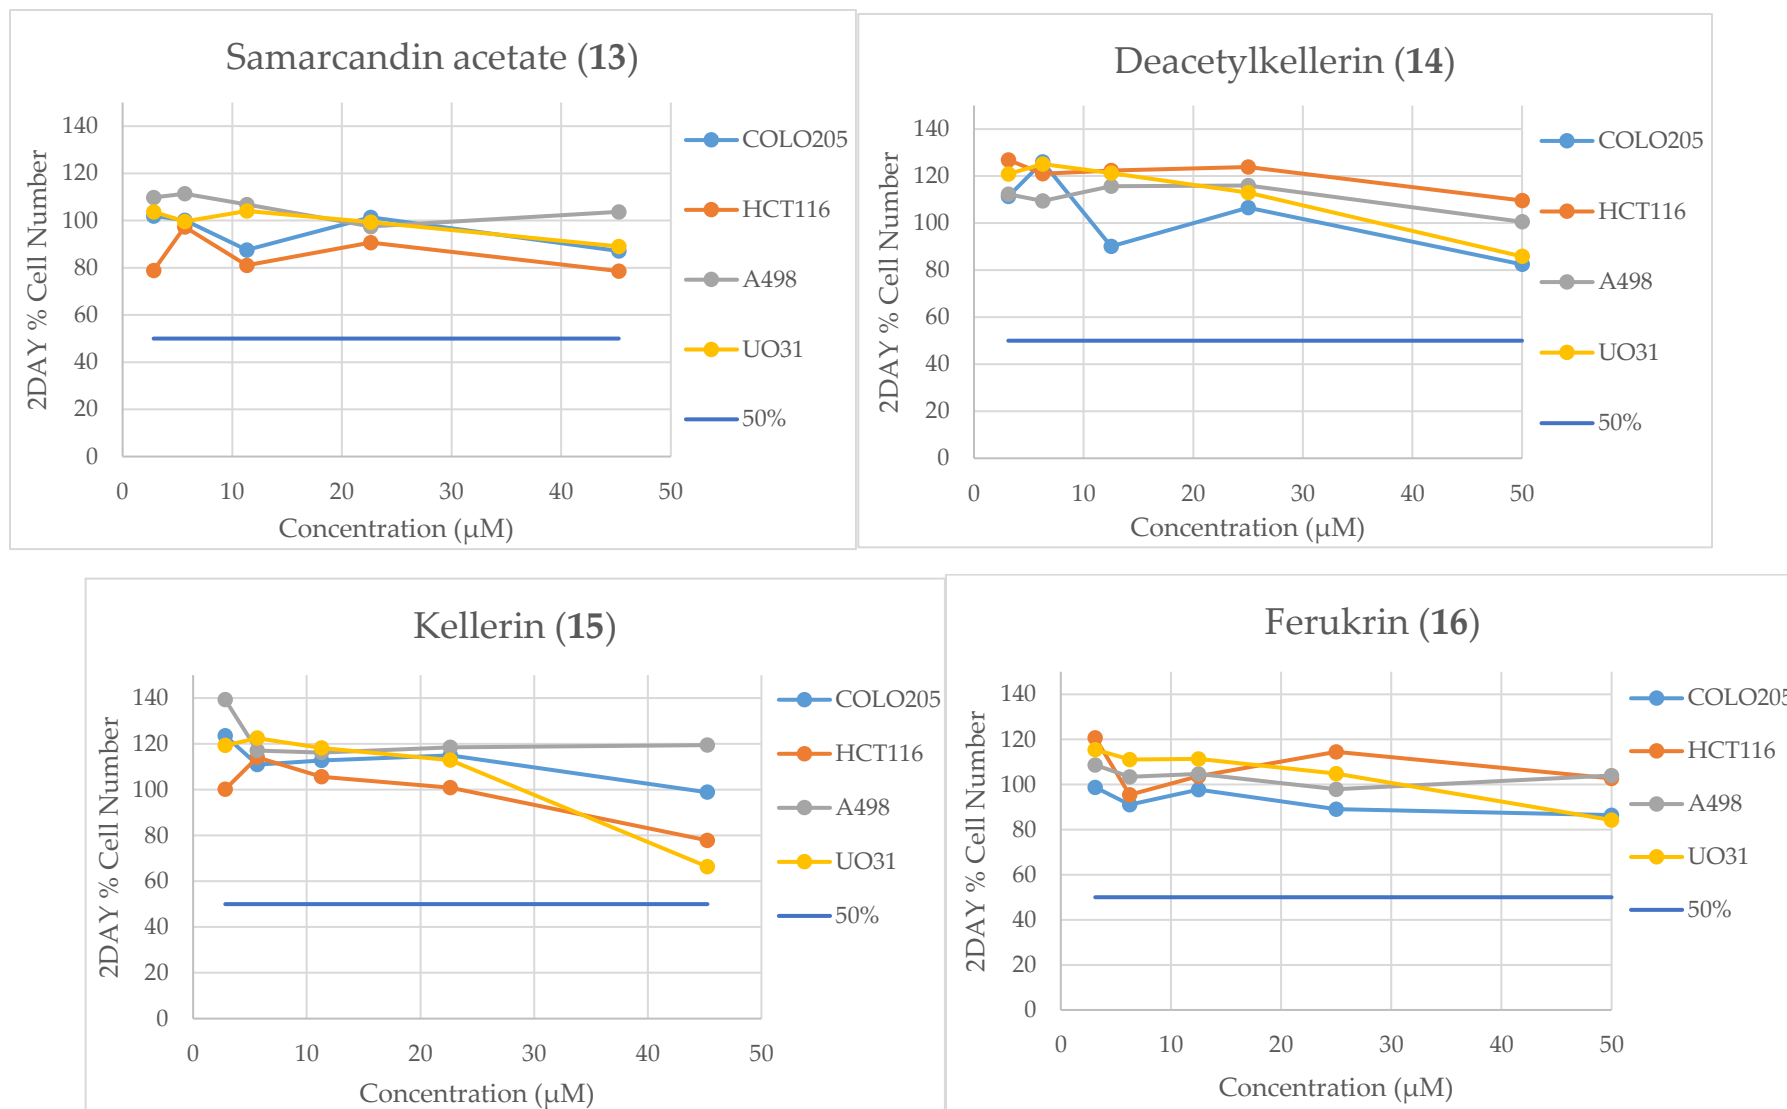 Samarcandin acetate (13)
2DAY % Cell Number
140
120
100
80
60
40
20
0
0 10 20 30 40 50
Concentration (µM)
COLO205
HCT116
A498
UO31
50%
Deacetylkellerin (14)
2DAY % Cell Number
140
120
100
80
60
40
20
0
0 10 20 30 40 50
Concentration (µM)
COLO205
HCT116
A498
UO31
50%
Kellerin (15)
2DAY % Cell Number
140
120
100
80
60
40
20
0
0 10 20 30 40 50
Concentration (µM)
COLO205
HCT116
A498
UO31
50%
Ferukrin (16)
2DAY % Cell Number
140
120
100
80
60
40
20
0
0 10 20 30 40 50
Concentration (µM)
COLO205
HCT116
A498
UO31
50%